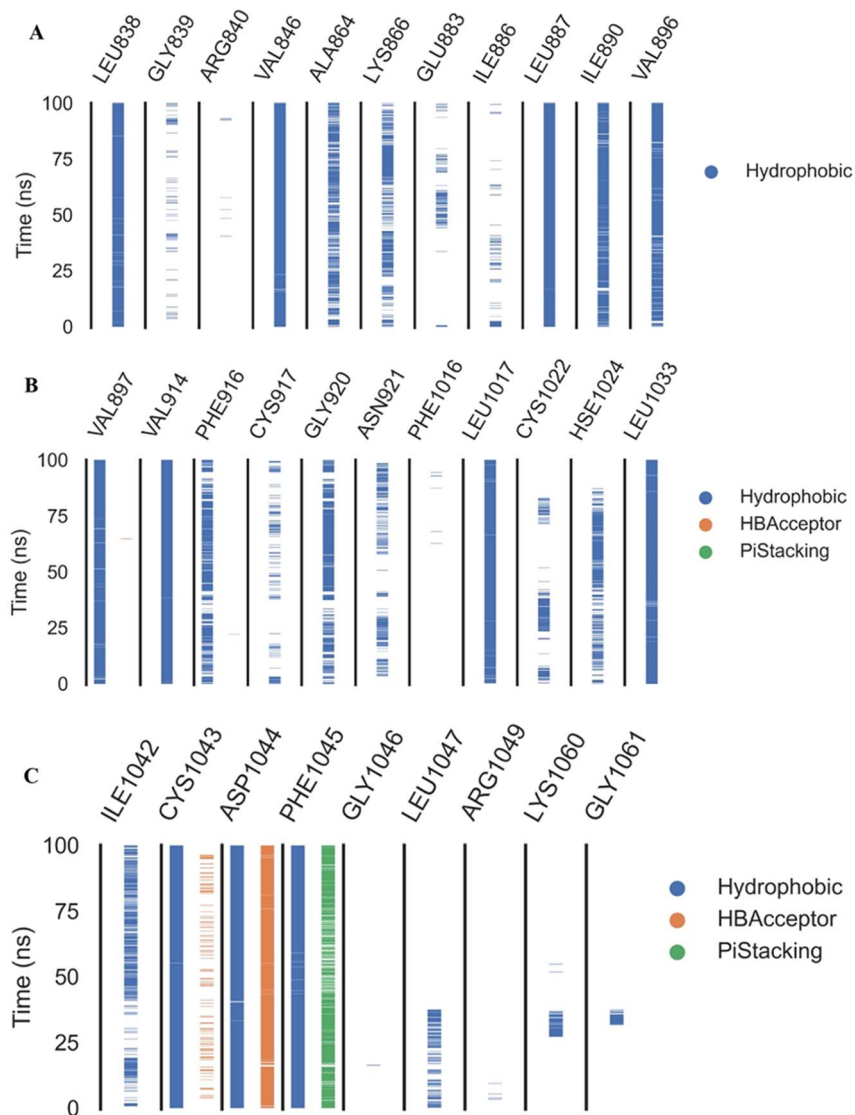 A
LEU838 GLY839 ARG840 VAL846 ALA864 LYS866 GLU883 ILE886 LEU887 ILE890 VAL896
100
75
50
25
0
Time (ns)
Hydrophobic
B
VAL897 VAL914 PHE916 CYS917 GLY920 ASN921 PHE1016 LEU1017 CYS1022 HSE1024 LEU1033
100
75
50
25
0
Time (ns)
Hydrophobic
HBAcceptor
PiStacking
C
ILE1042 CYS1043 ASP1044 PHE1045 GLY1046 LEU1047 ARG1049 LYS1060 GLY1061
100
75
50
25
0
Time (ns)
Hydrophobic
HBAcceptor
PiStacking